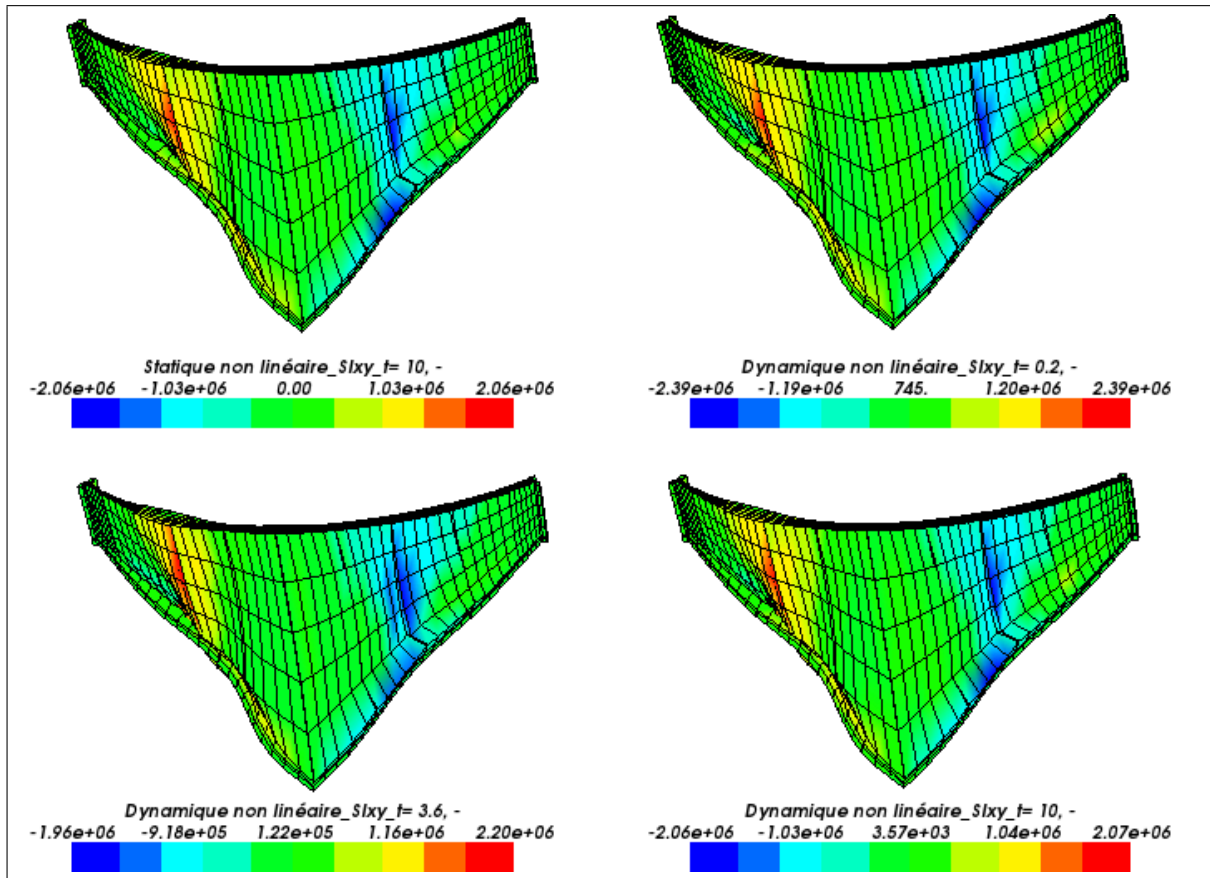 Statique non linéaire_SIxy_t= 10, -
-2.06e+06 -1.03e+06 0.00 1.03e+06 2.06e+06
Dynamique non linéaire_SIxy_t= 0.2, -
-2.39e+06 -1.19e+06 745. 1.20e+06 2.39e+06
Dynamique non linéaire_SIxy_t= 3.6, -
-1.96e+06 -9.18e+05 1.22e+05 1.16e+06 2.20e+06
Dynamique non linéaire_SIxy_t= 10, -
-2.06e+06 -1.03e+06 3.57e+03 1.04e+06 2.07e+06